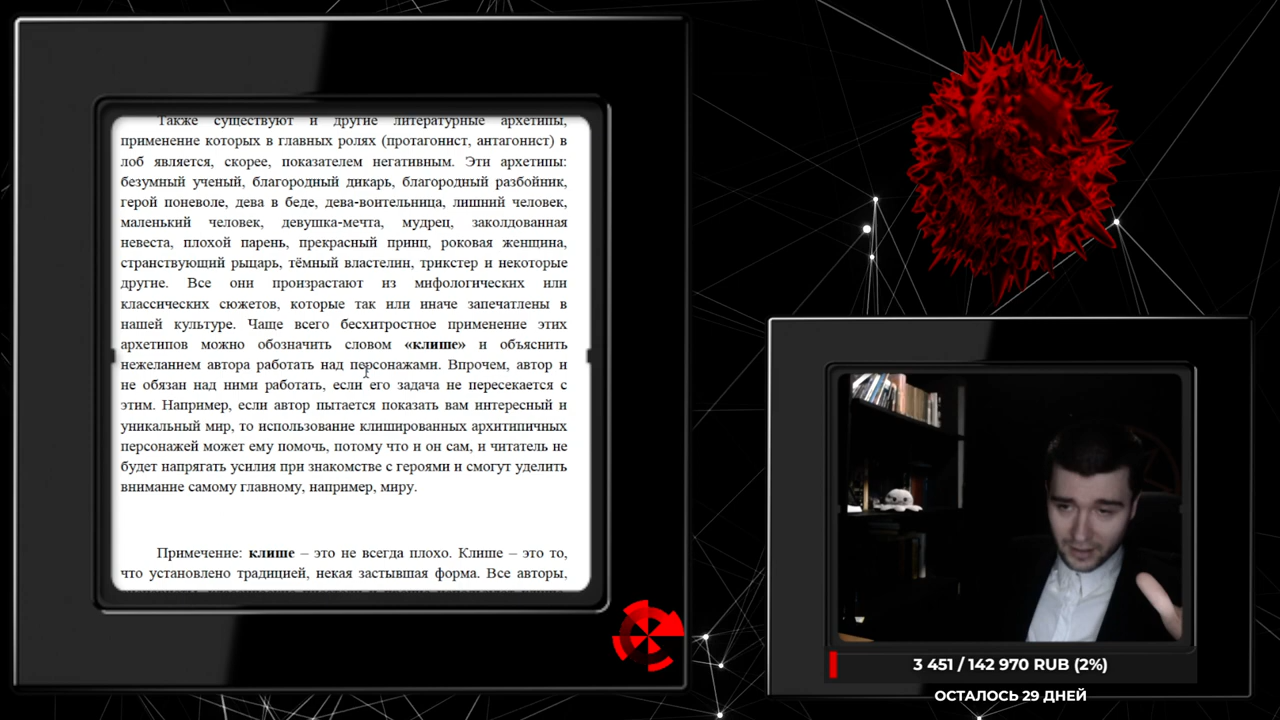 Также существуют и другие литературные архетипы,
применение которых в главных ролях (протагонист, антагонист) в
лоб является, скорее, показателем негативным. Эти архетипы:
безумный ученый, благородный дикарь, благородный разбойник,
герой поневоле, дева в беде, дева-воительница, лишний человек,
маленький человек, девушка-мечта, мудрец, заколдованная
невеста, плохой парень, прекрасный принц, роковая женщина,
странствующий рыцарь, тёмный властелин, трикстер и некоторые
другие. Все они произрастают из мифологических или
классических сюжетов, которые так или иначе запечатлены в
нашей культуре. Чаще всего бесхитростное применение этих
архетипов можно обозначить словом «клише» и объяснить
нежеланием автора работать над персонажами. Впрочем, автор и
не обязан над ними работать, если его задача не пересекается с
этим. Например, если автор пытается показать вам интересный и
уникальный мир, то использование клишированных архитипичных
персонажей может ему помочь, потому что и он сам, и читатель не
будет напрягать усилия при знакомстве с героями и смогут уделить
внимание самому главному, например, миру.
Примечение: клише – это не всегда плохо. Клише – это то,
что установлено традицией, некая застывшая форма. Все авторы,
3 451 / 142 970 RUB (2%)
ОСТАЛОСЬ 29 ДНЕЙ